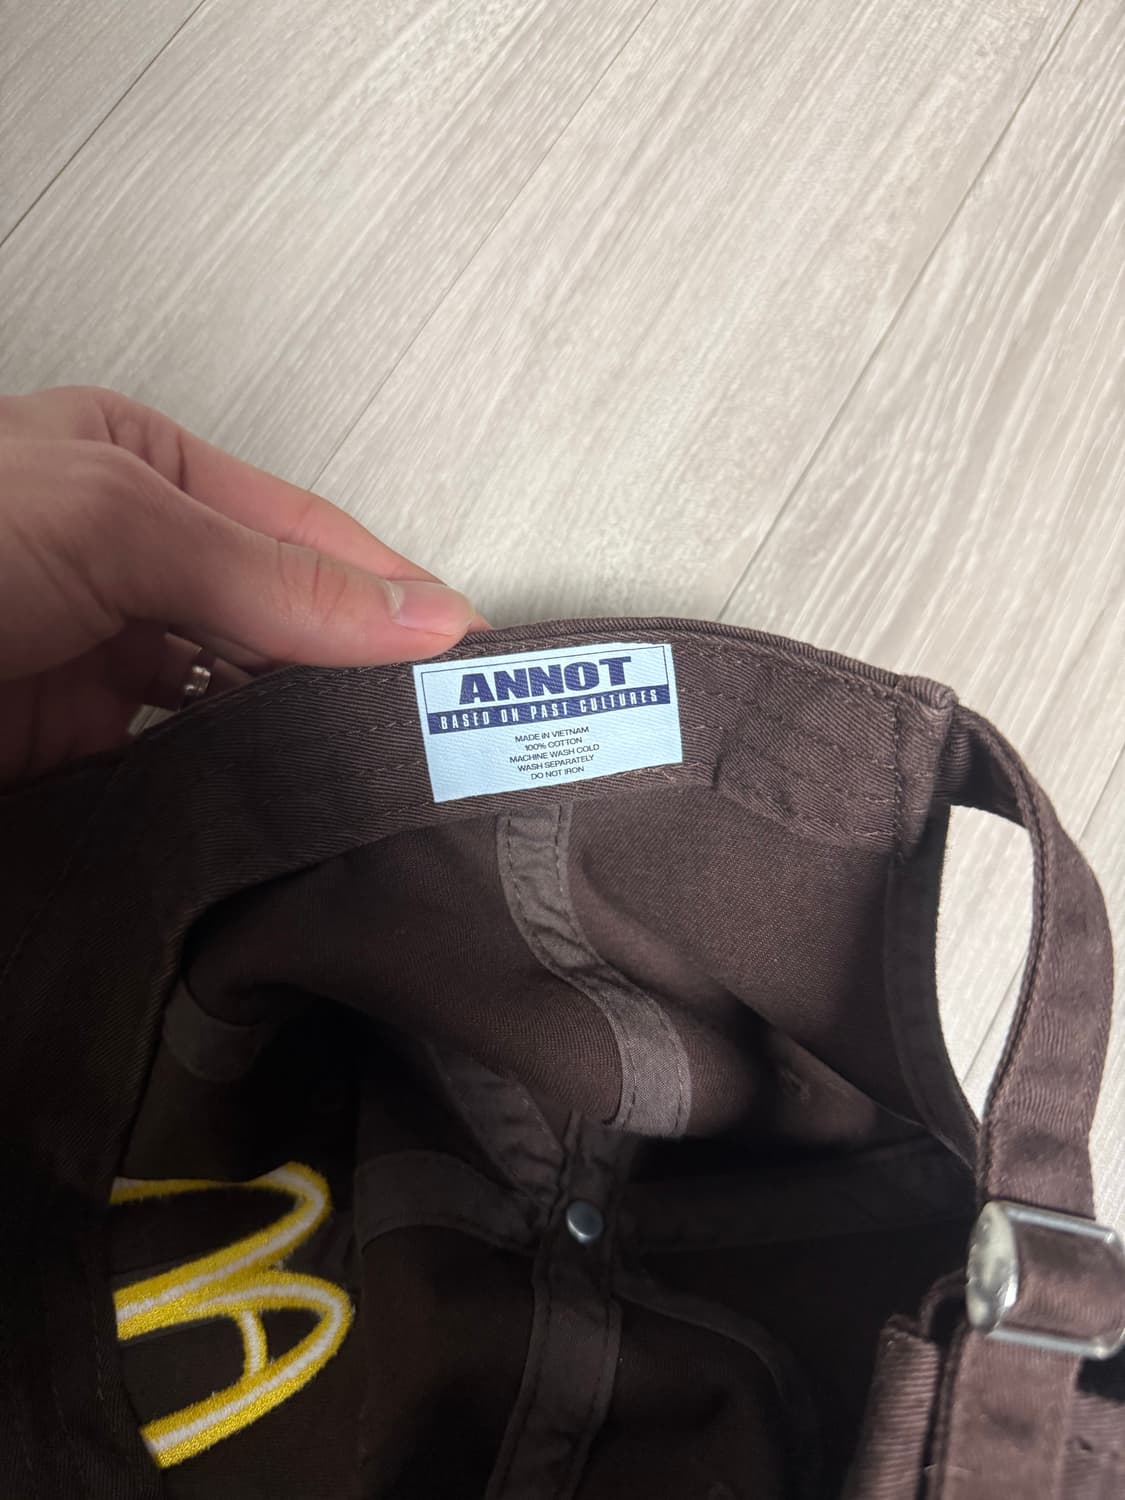 ANNOT
BASED ON PAST CULTURES
MADE IN VIETNAM
100% COTTON
MACHINE WASH COLD
WASH SEPARATELY
DO NOT IRON